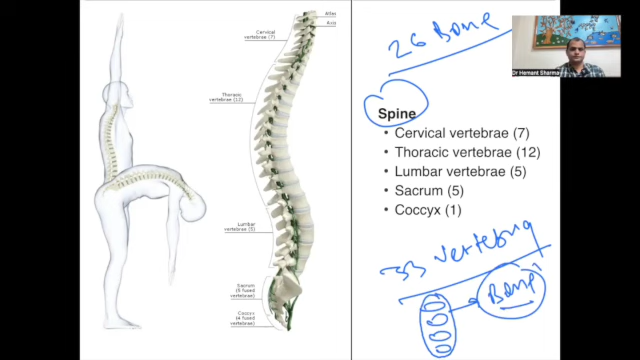 Atlas
Axis
Cervical
vertebrae (7)
Thoracic
vertebrae (12)
Lumbar
vertebrae (5)
Sacrum
(5 fused
vertebrae)
Coccyx
(4 fused
vertebrae)
26 Bone
Dr Hemant Sharma
Spine
• Cervical vertebrae (7)
• Thoracic vertebrae (12)
• Lumbar vertebrae (5)
• Sacrum (5)
• Coccyx (1)
33 vertebra
Bone